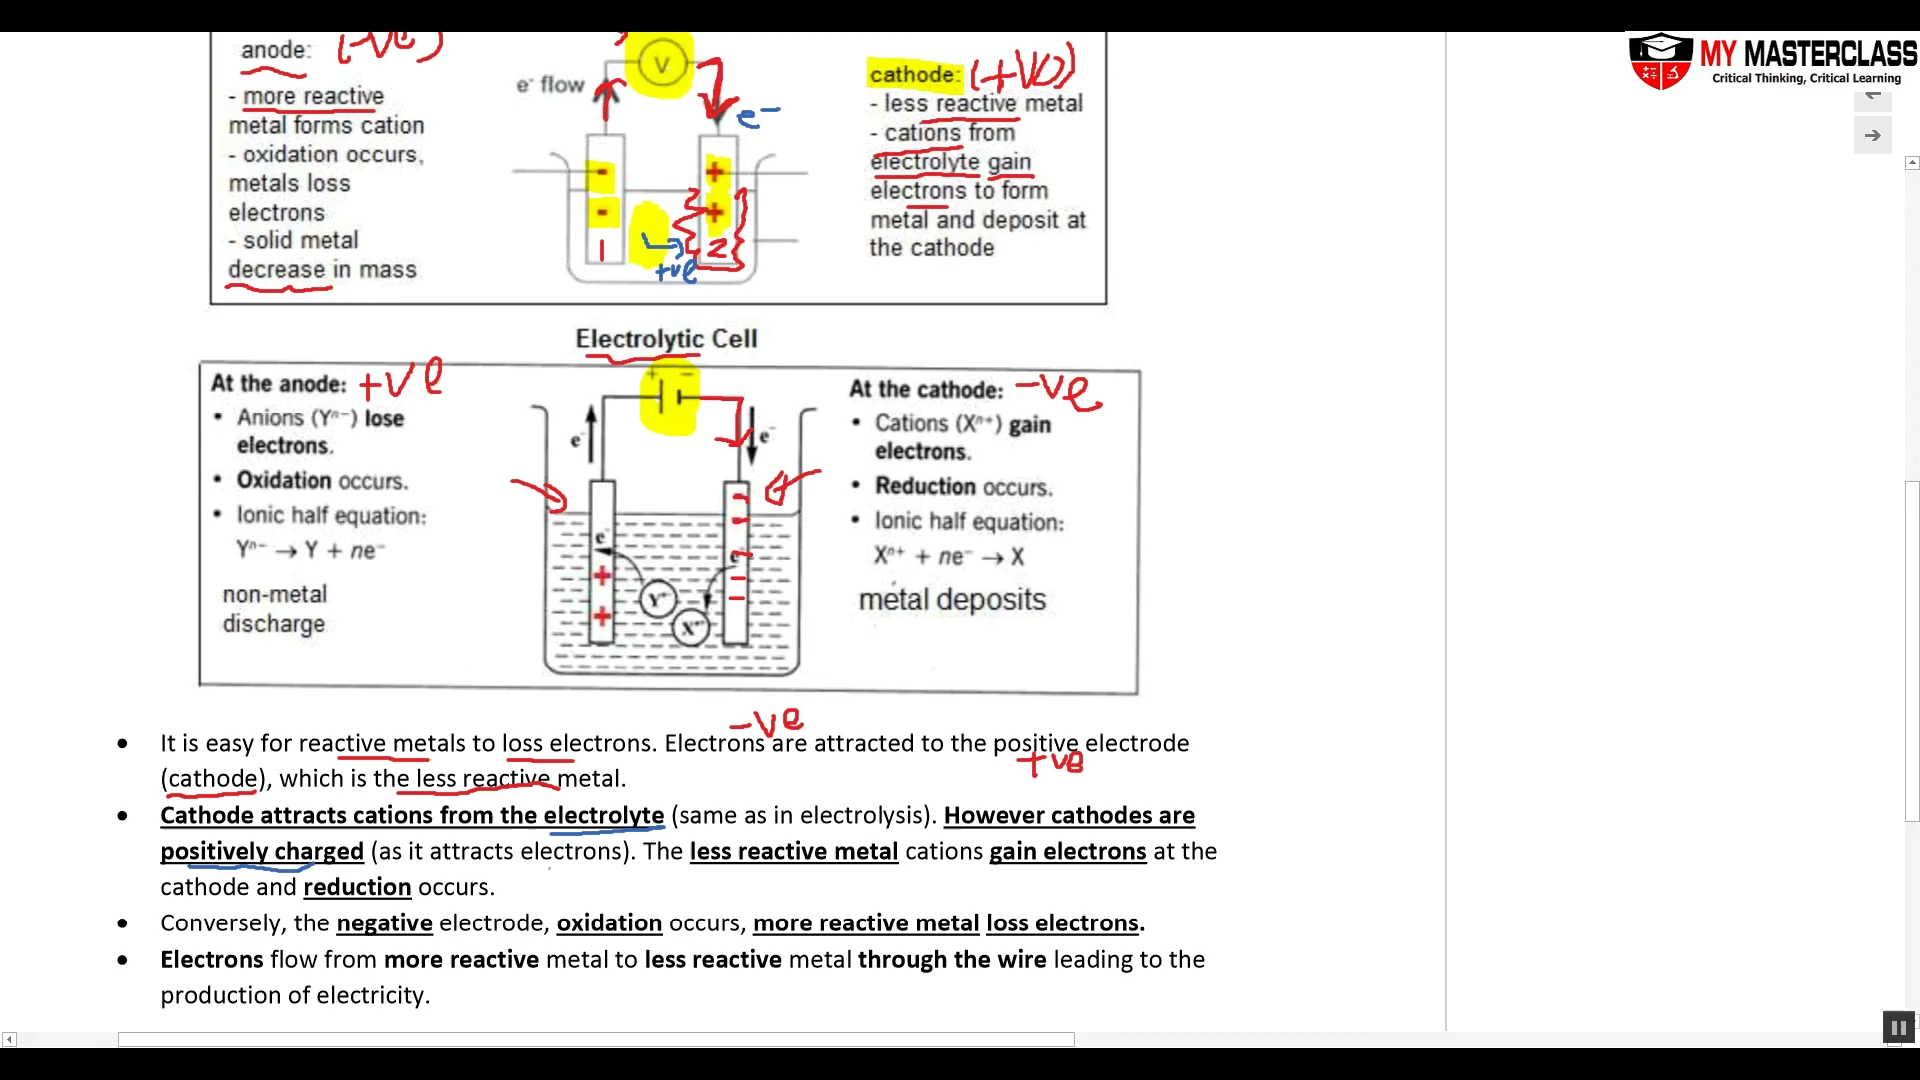 MY MASTERCLASS
Critical Thinking, Critical Learning
anode: (-ve)
- more reactive
metal forms cation
- oxidation occurs,
metals loss
electrons
- solid metal
decrease in mass
V
e⁻ flow
e⁻
-
+
-
+
1
2
+ve
cathode: (+ve)
- less reactive metal
- cations from
electrolyte gain
electrons to form
metal and deposit at
the cathode
Electrolytic Cell
At the anode: +ve
• Anions (Yⁿ⁻) lose
electrons.
• Oxidation occurs.
• Ionic half equation:
Yⁿ⁻ → Y + ne⁻
non-metal
discharge
+ −
e⁻
e⁻
e⁻
e⁻
+
+
At the cathode: -ve
• Cations (Xⁿ⁺) gain
electrons.
• Reduction occurs.
• Ionic half equation:
Xⁿ⁺ + ne⁻ → X
metal deposits
-ve
• It is easy for reactive metals to loss electrons. Electrons are attracted to the positive electrode
+ve
(cathode), which is the less reactive metal.
• Cathode attracts cations from the electrolyte (same as in electrolysis). However cathodes are
positively charged (as it attracts electrons). The less reactive metal cations gain electrons at the
cathode and reduction occurs.
• Conversely, the negative electrode, oxidation occurs, more reactive metal loss electrons.
• Electrons flow from more reactive metal to less reactive metal through the wire leading to the
production of electricity.